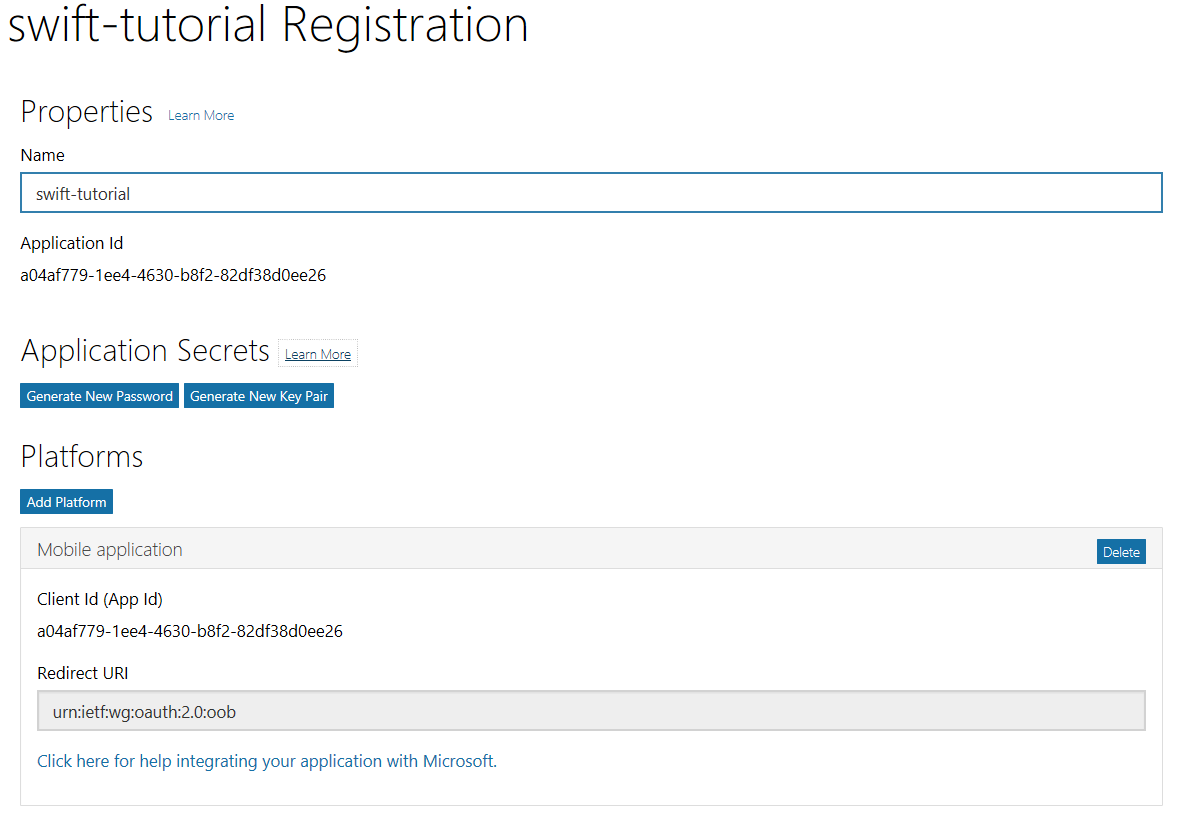 swift-tutorial Registration
Properties Learn More
Name
swift-tutorial
Application Id
a04af779-1ee4-4630-b8f2-82df38d0ee26
Application Secrets Learn More
Generate New Password Generate New Key Pair
Platforms
Add Platform
Mobile application Delete
Client Id (App Id)
a04af779-1ee4-4630-b8f2-82df38d0ee26
Redirect URI
urn:ietf:wg:oauth:2.0:oob
Click here for help integrating your application with Microsoft.